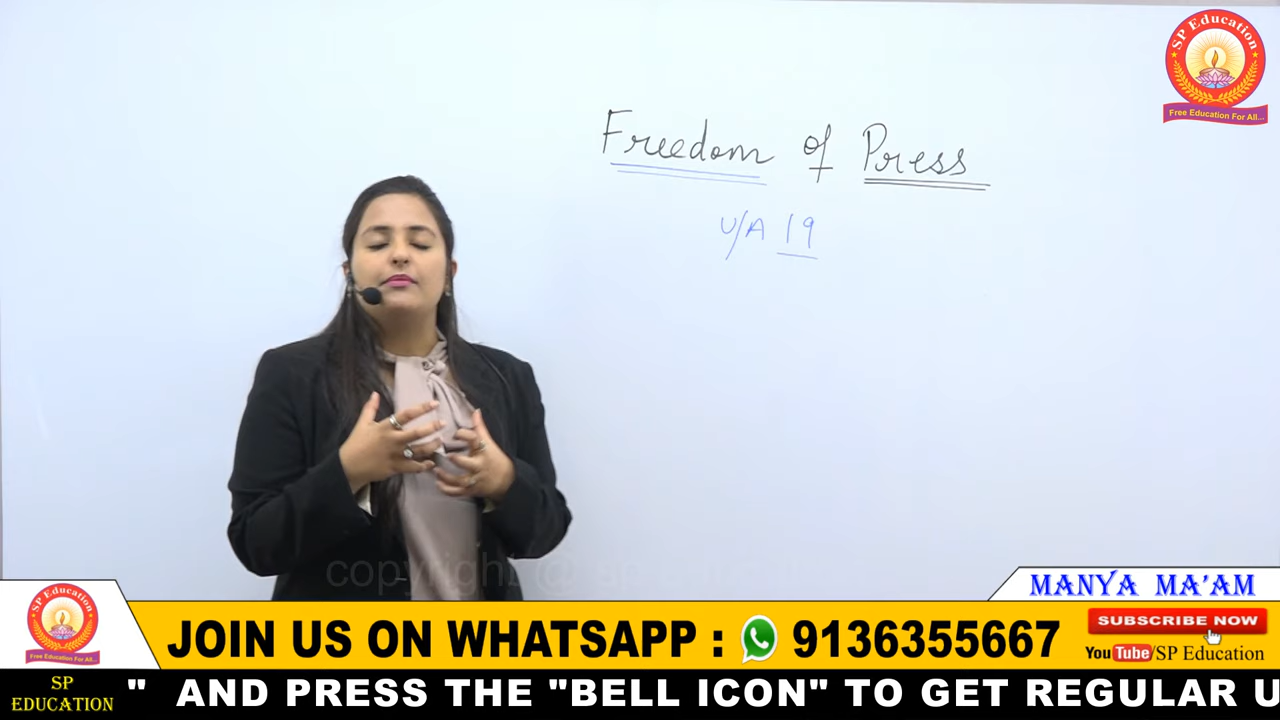 SP Education
Free Education For All...
Freedom of Press
U/A 19
MANYA MA'AM
SP Education
Free Education For All...
JOIN US ON WHATSAPP : 9136355667
SUBSCRIBE NOW
YouTube/SP Education
SP
EDUCATION
" AND PRESS THE "BELL ICON" TO GET REGULAR U
copyright @